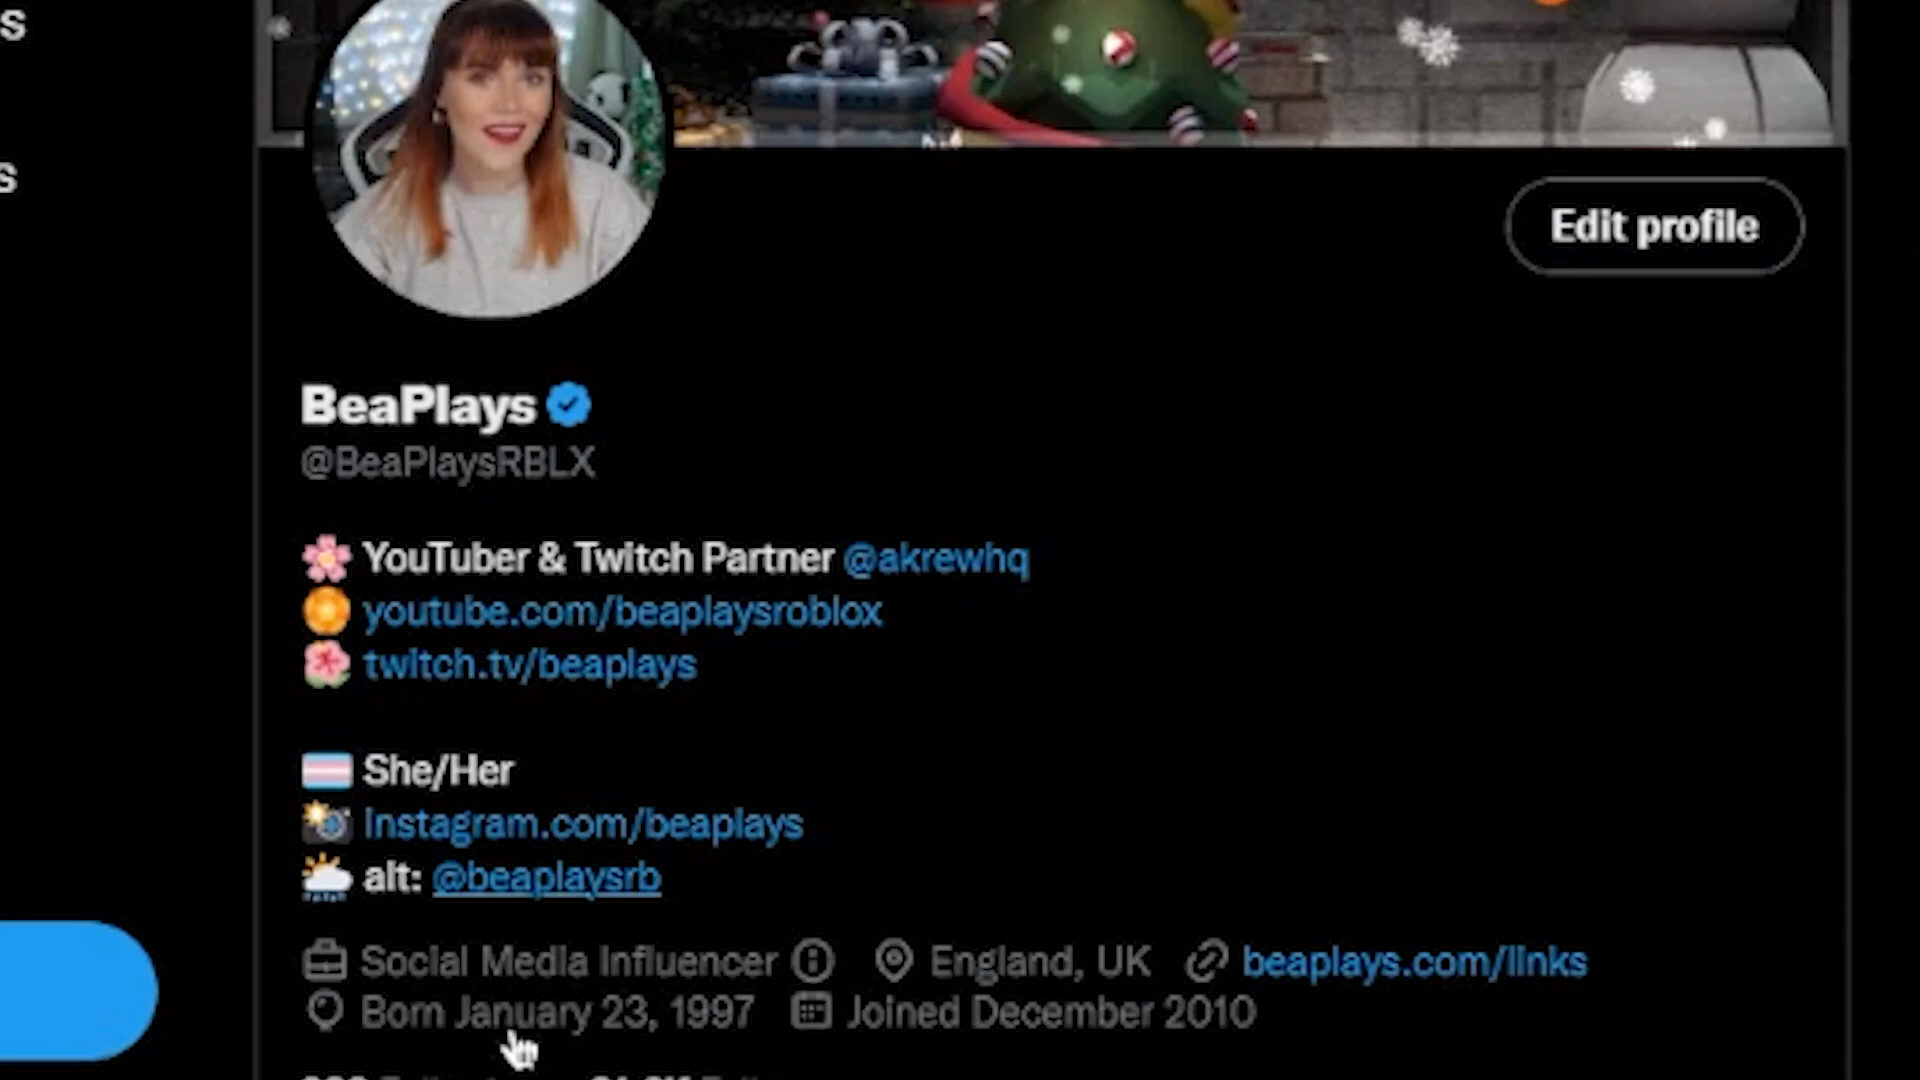 s
s
Edit profile
BeaPlays
@BeaPlaysRBLX
YouTuber & Twitch Partner @akrewhq
youtube.com/beaplaysroblox
twitch.tv/beaplays
She/Her
Instagram.com/beaplays
alt: @beaplaysrb
Social Media Influencer England, UK beaplays.com/links
Born January 23, 1997 Joined December 2010